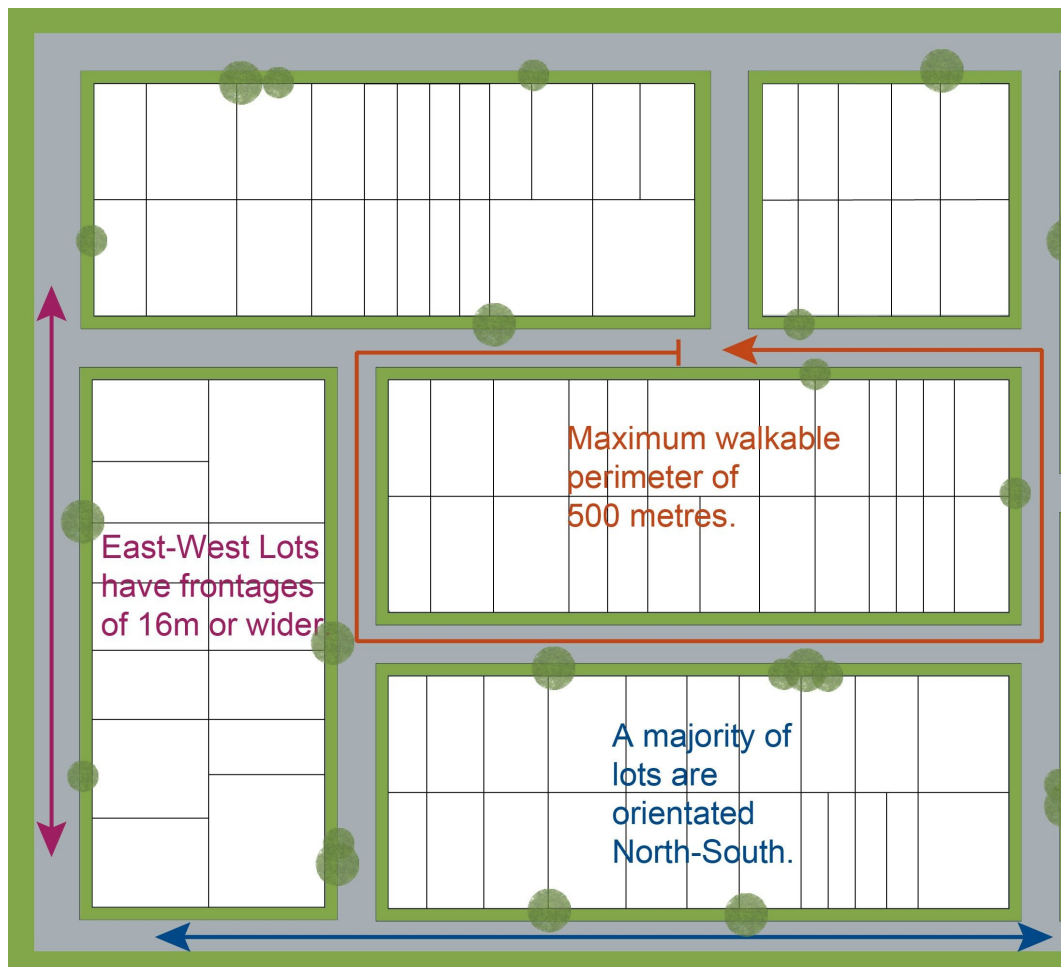 Maximum walkable
perimeter of
500 metres.
East-West Lots
have frontages
of 16m or wider.
A majority of
lots are
orientated
North-South.